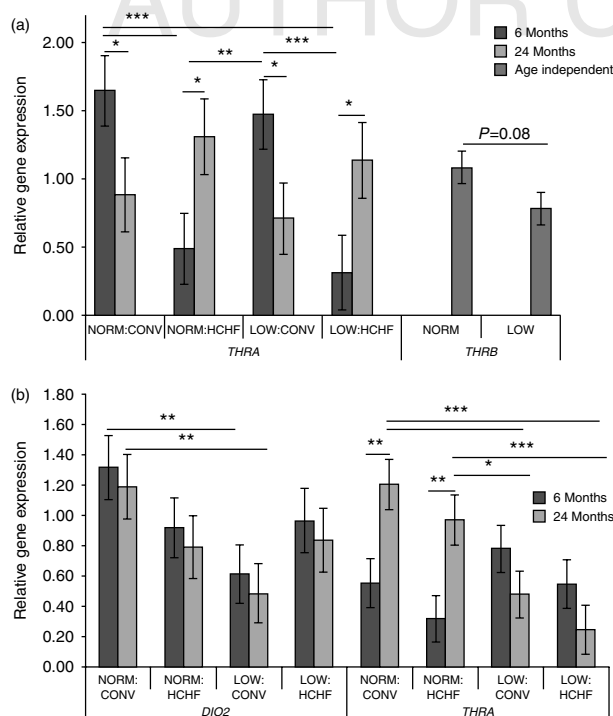 AUTHOR C
(a)
***
6 Months
24 Months
Age independent
2.00
1.50
1.00
0.50
0.00
Relative gene expression
*
**
***
*
*
*
P=0.08
NORM:CONV NORM:HCHF LOW:CONV LOW:HCHF NORM LOW
THRA THRB
(b)
1.80
1.60
1.40
1.20
1.00
0.80
0.60
0.40
0.20
0.00
Relative gene expression
**
**
***
**
***
**
*
6 Months
24 Months
NORM: NORM: LOW: LOW: NORM: NORM: LOW: LOW:
CONV HCHF CONV HCHF CONV HCHF CONV HCHF
DIO2 THRA